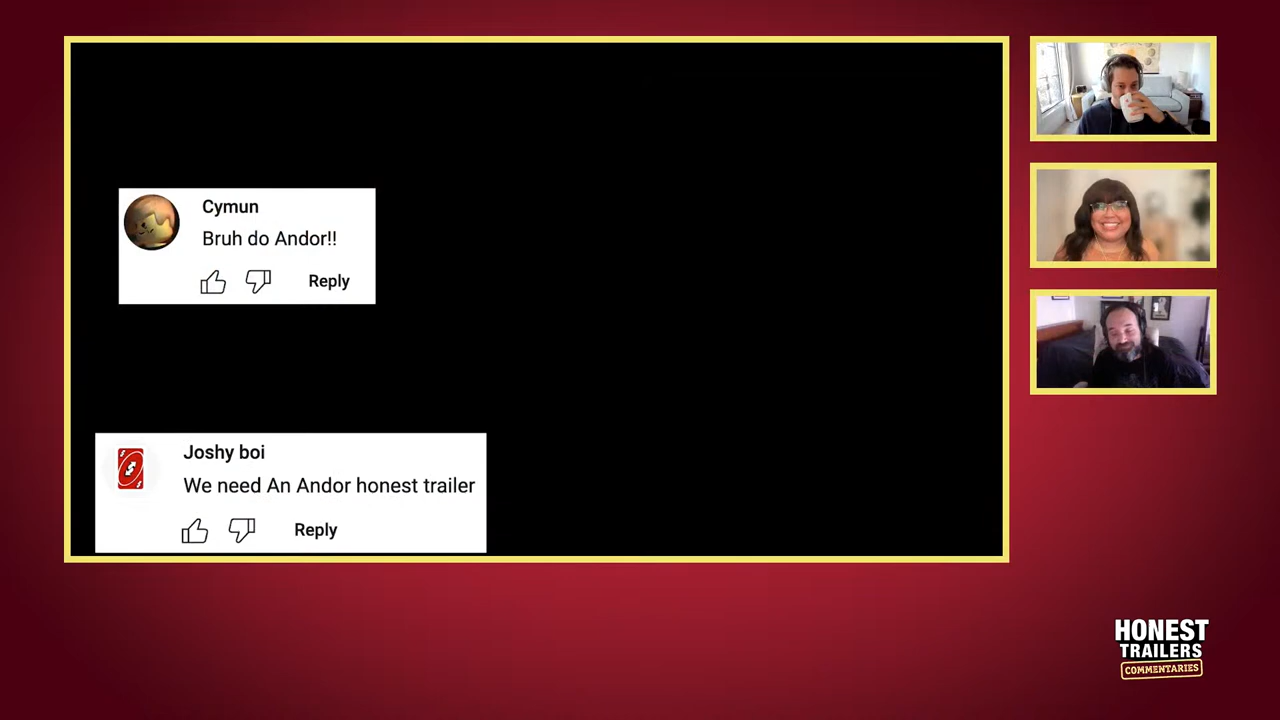 Cymun
Bruh do Andor!!
Reply
Joshy boi
We need An Andor honest trailer
Reply
HONEST
TRAILERS
COMMENTARIES